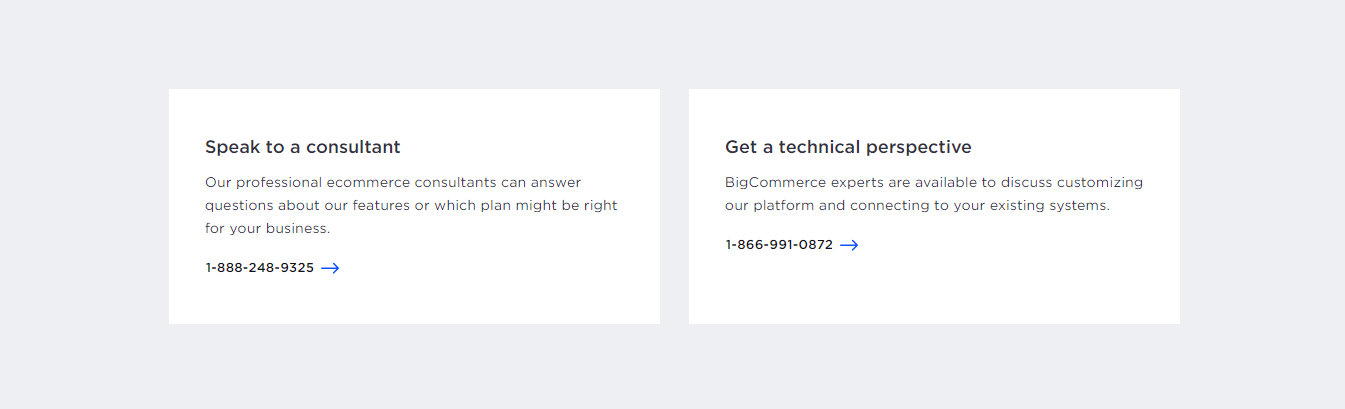 Speak to a consultant
Our professional ecommerce consultants can answer
questions about our features or which plan might be right
for your business.
1-888-248-9325
Get a technical perspective
BigCommerce experts are available to discuss customizing
our platform and connecting to your existing systems.
1-866-991-0872